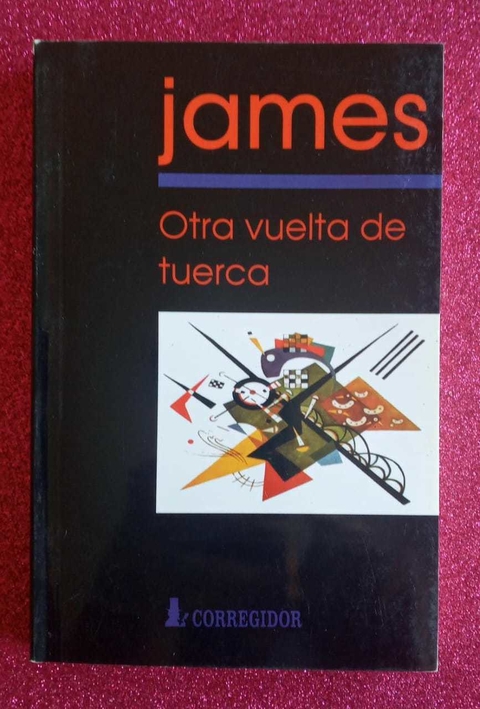 james
Otra vuelta de
tuerca
CORREGIDOR